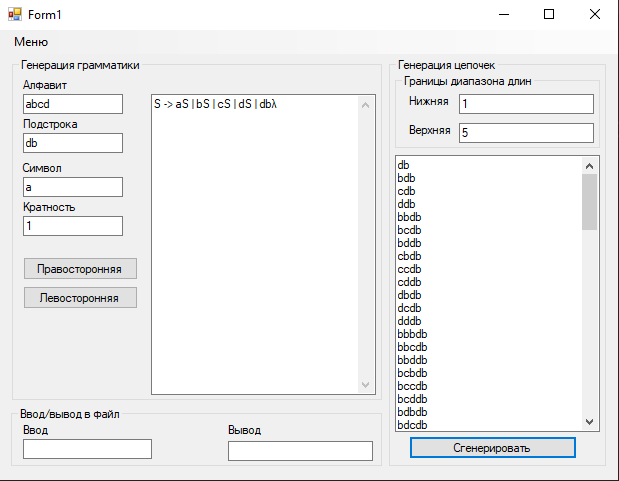 Form1
Меню
Генерация грамматики
Алфавит
abcd
Подстрока
db
Символ
a
Кратность
1
Правосторонняя
Левосторонняя
S -> aS | bS | cS | dS | dbλ
Ввод/вывод в файл
Ввод
Вывод
Генерация цепочек
Границы диапазона длин
Нижняя
1
Верхняя
5
db
bdb
cdb
ddb
bbdb
bcdb
bddb
cbdb
ccdb
cddb
dbdb
dcdb
dddb
bbbdb
bbcdb
bbddb
bcbdb
bccdb
bcddb
bdbdb
bdcdb
Сгенерировать